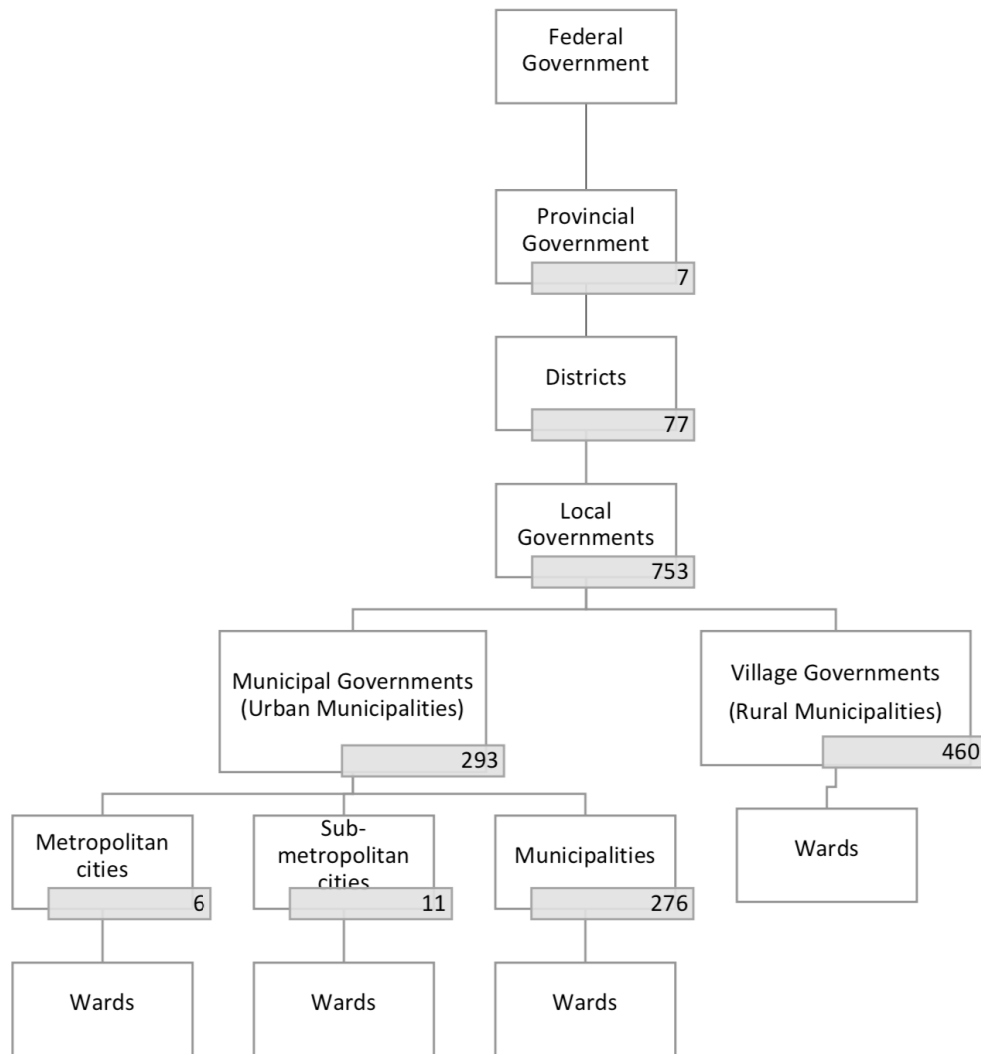 Federal
Government
Provincial
Government
7
Districts
77
Local
Governments
753
Municipal Governments
(Urban Municipalities)
293
Village Governments
(Rural Municipalities)
460
Metropolitan
cities
6
Sub-
metropolitan
cities
11
Municipalities
276
Wards
Wards
Wards
Wards